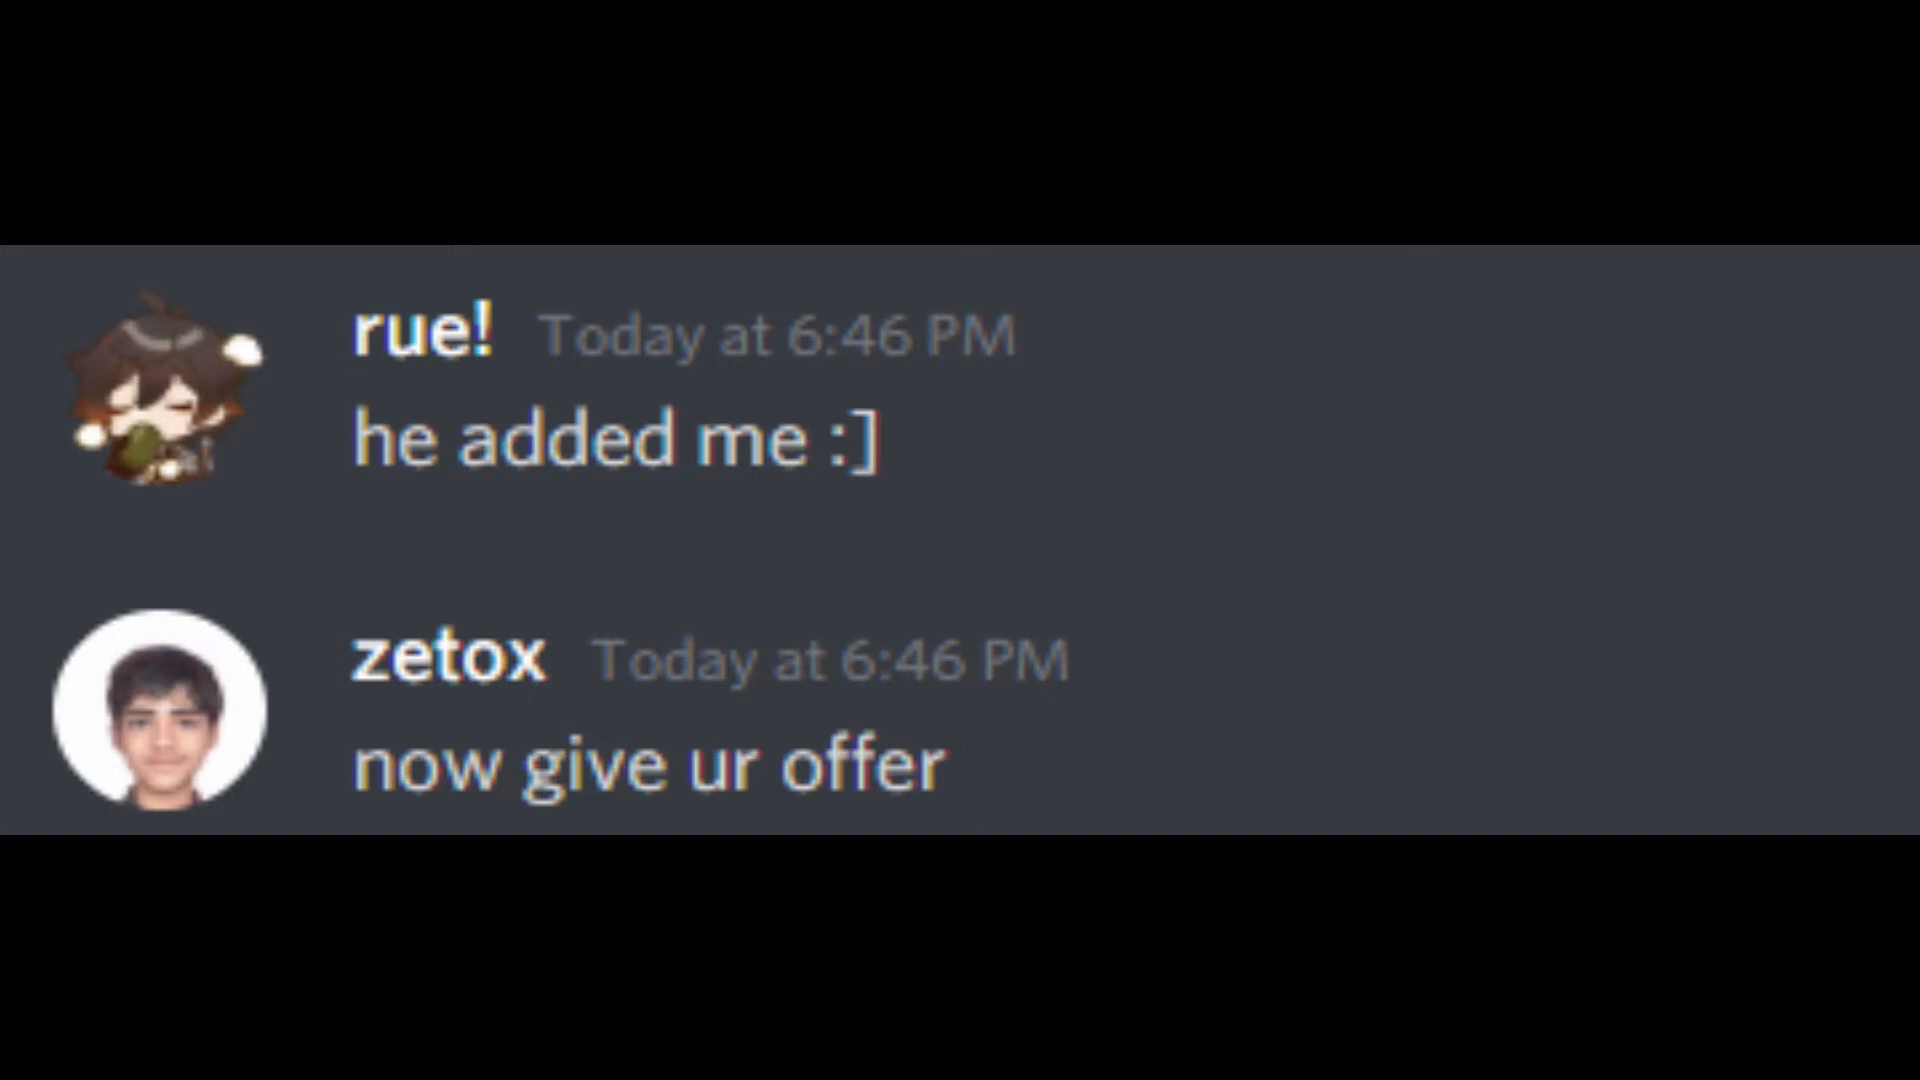 rue! Today at 6:46 PM
he added me :]
zetox Today at 6:46 PM
now give ur offer